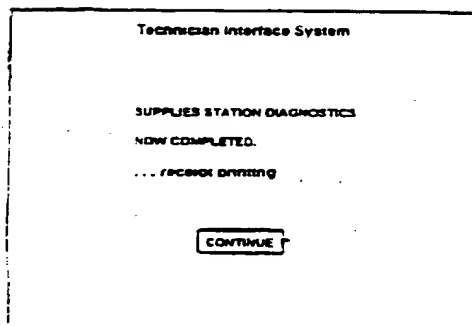 Technician Interface System
SUPPLIES STATION DIAGNOSTICS
NOW COMPLETED.
... receipt printing
CONTINUE